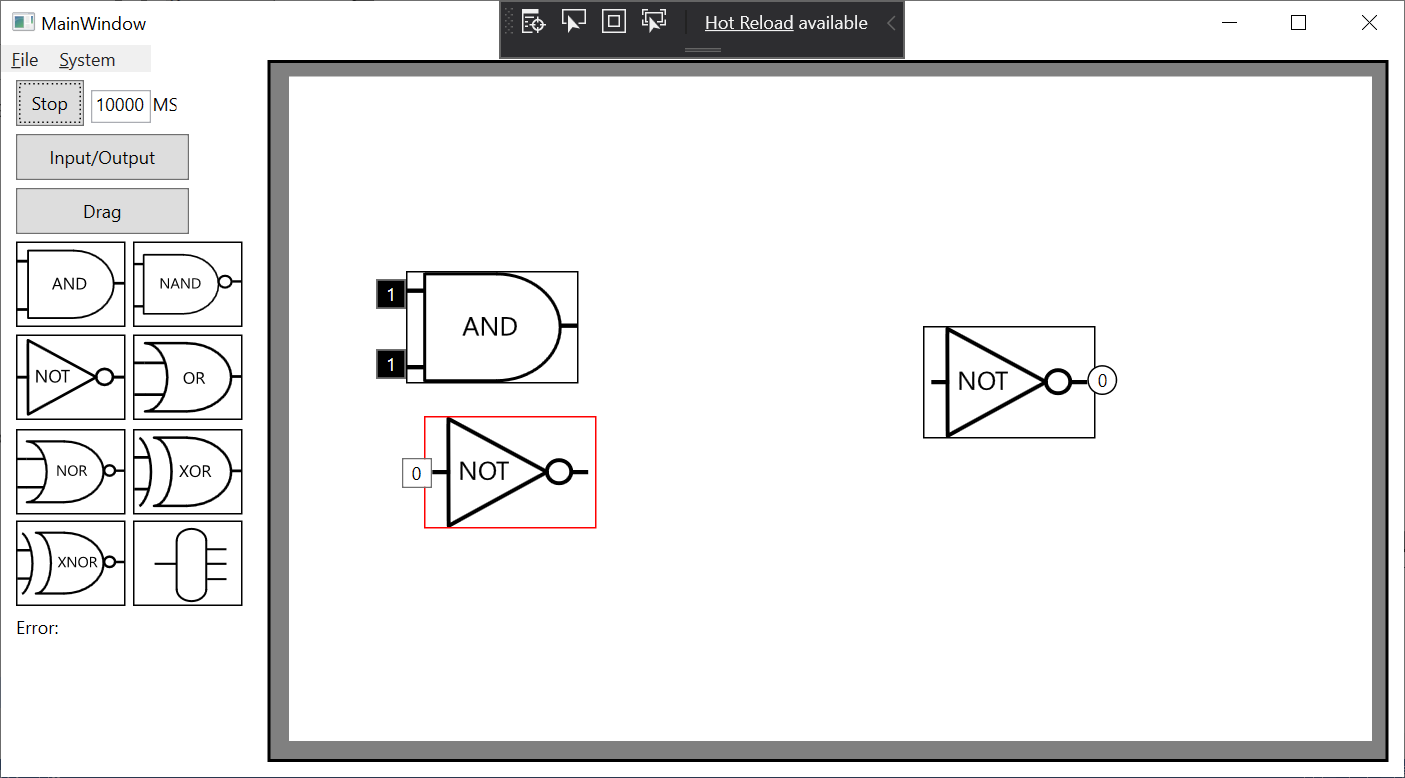 MainWindow
Hot Reload available
File System
Stop 10000 MS
Input/Output
Drag
AND NAND
NOT OR
NOR XOR
XNOR
Error:
1
1
AND
0 NOT
NOT 0